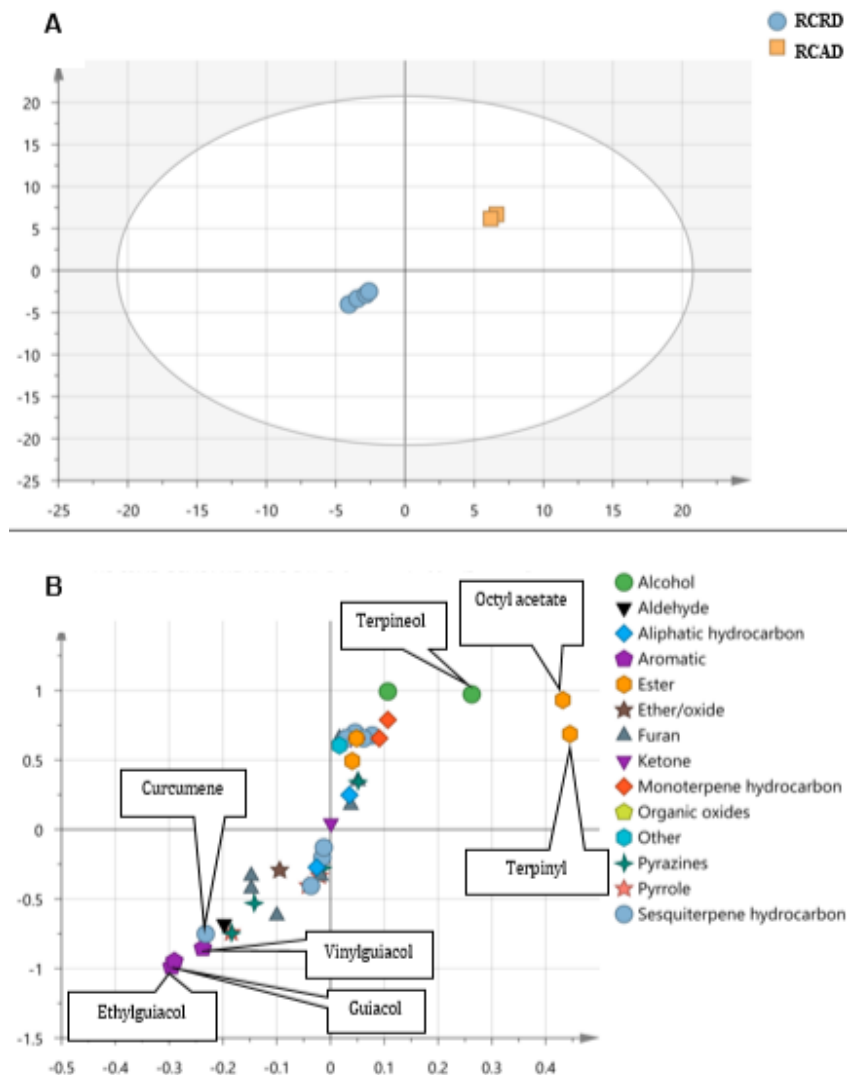 A
RCRD
RCAD
20
15
10
5
0
-5
-10
-15
-20
-25
-25 -20 -15 -10 -5 0 5 10 15 20
B
Alcohol
Aldehyde
Aliphatic hydrocarbon
Aromatic
Ester
Ether/oxide
Furan
Ketone
Monoterpene hydrocarbon
Organic oxides
Other
Pyrazines
Pyrrole
Sesquiterpene hydrocarbon
Octyl acetate
Terpineol
Curcumene
Terpinyl
Vinylguiacol
Guiacol
Ethylguiacol
1
0.5
0
-0.5
-1
-1.5
-0.5 -0.4 -0.3 -0.2 -0.1 0 0.1 0.2 0.3 0.4